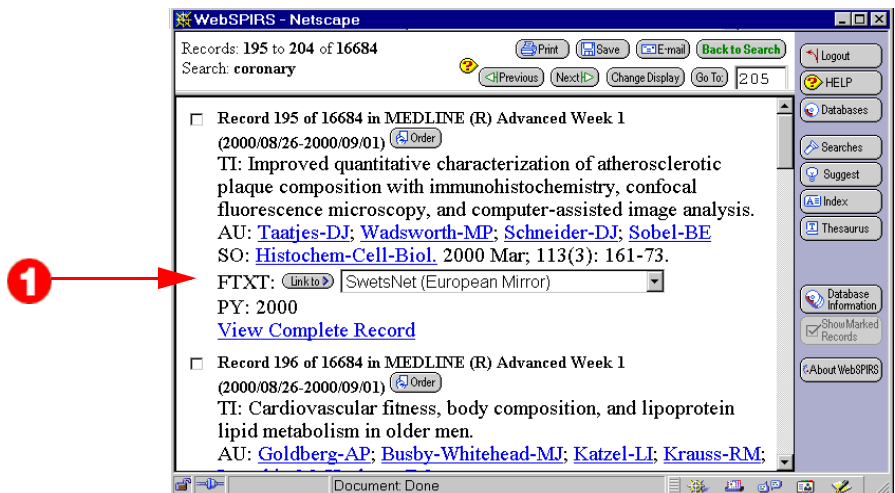 WebSPIRS - Netscape
Records: 195 to 204 of 16684
Search: coronary
Print Save E-mail Back to Search
Previous Next Change Display Go To: 205
Logout
HELP
Databases
Searches
Suggest
Index
Thesaurus
Database
Information
Show Marked
Records
About WebSPIRS
Record 195 of 16684 in MEDLINE (R) Advanced Week 1
(2000/08/26-2000/09/01) Order
TI: Improved quantitative characterization of atherosclerotic
plaque composition with immunohistochemistry, confocal
fluorescence microscopy, and computer-assisted image analysis.
AU: Taatjes-DJ; Wadsworth-MP; Schneider-DJ; Sobel-BE
SO: Histochem-Cell-Biol. 2000 Mar; 113(3): 161-73.
1
FTXT: Link to SwetsNet (European Mirror)
PY: 2000
View Complete Record
Record 196 of 16684 in MEDLINE (R) Advanced Week 1
(2000/08/26-2000/09/01) Order
TI: Cardiovascular fitness, body composition, and lipoprotein
lipid metabolism in older men.
AU: Goldberg-AP; Busby-Whitehead-MJ; Katzel-LI; Krauss-RM;
Document: Done